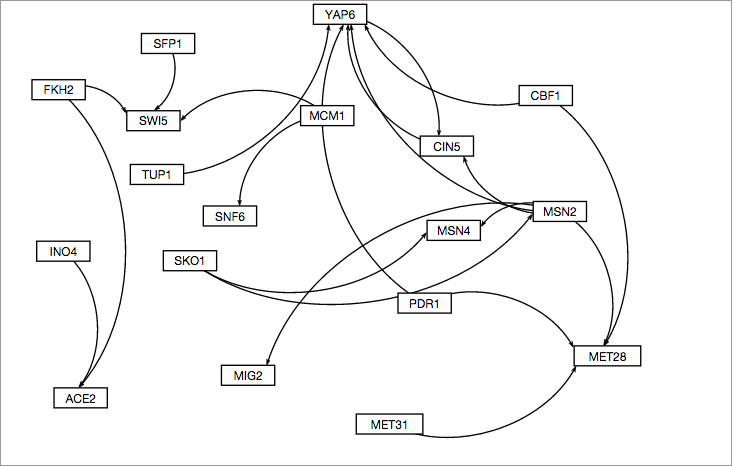 YAP6
SFP1
FKH2
CBF1
SWI5
MCM1
CIN5
TUP1
MSN2
SNF6
MSN4
INO4
SKO1
PDR1
MET28
MIG2
ACE2
MET31